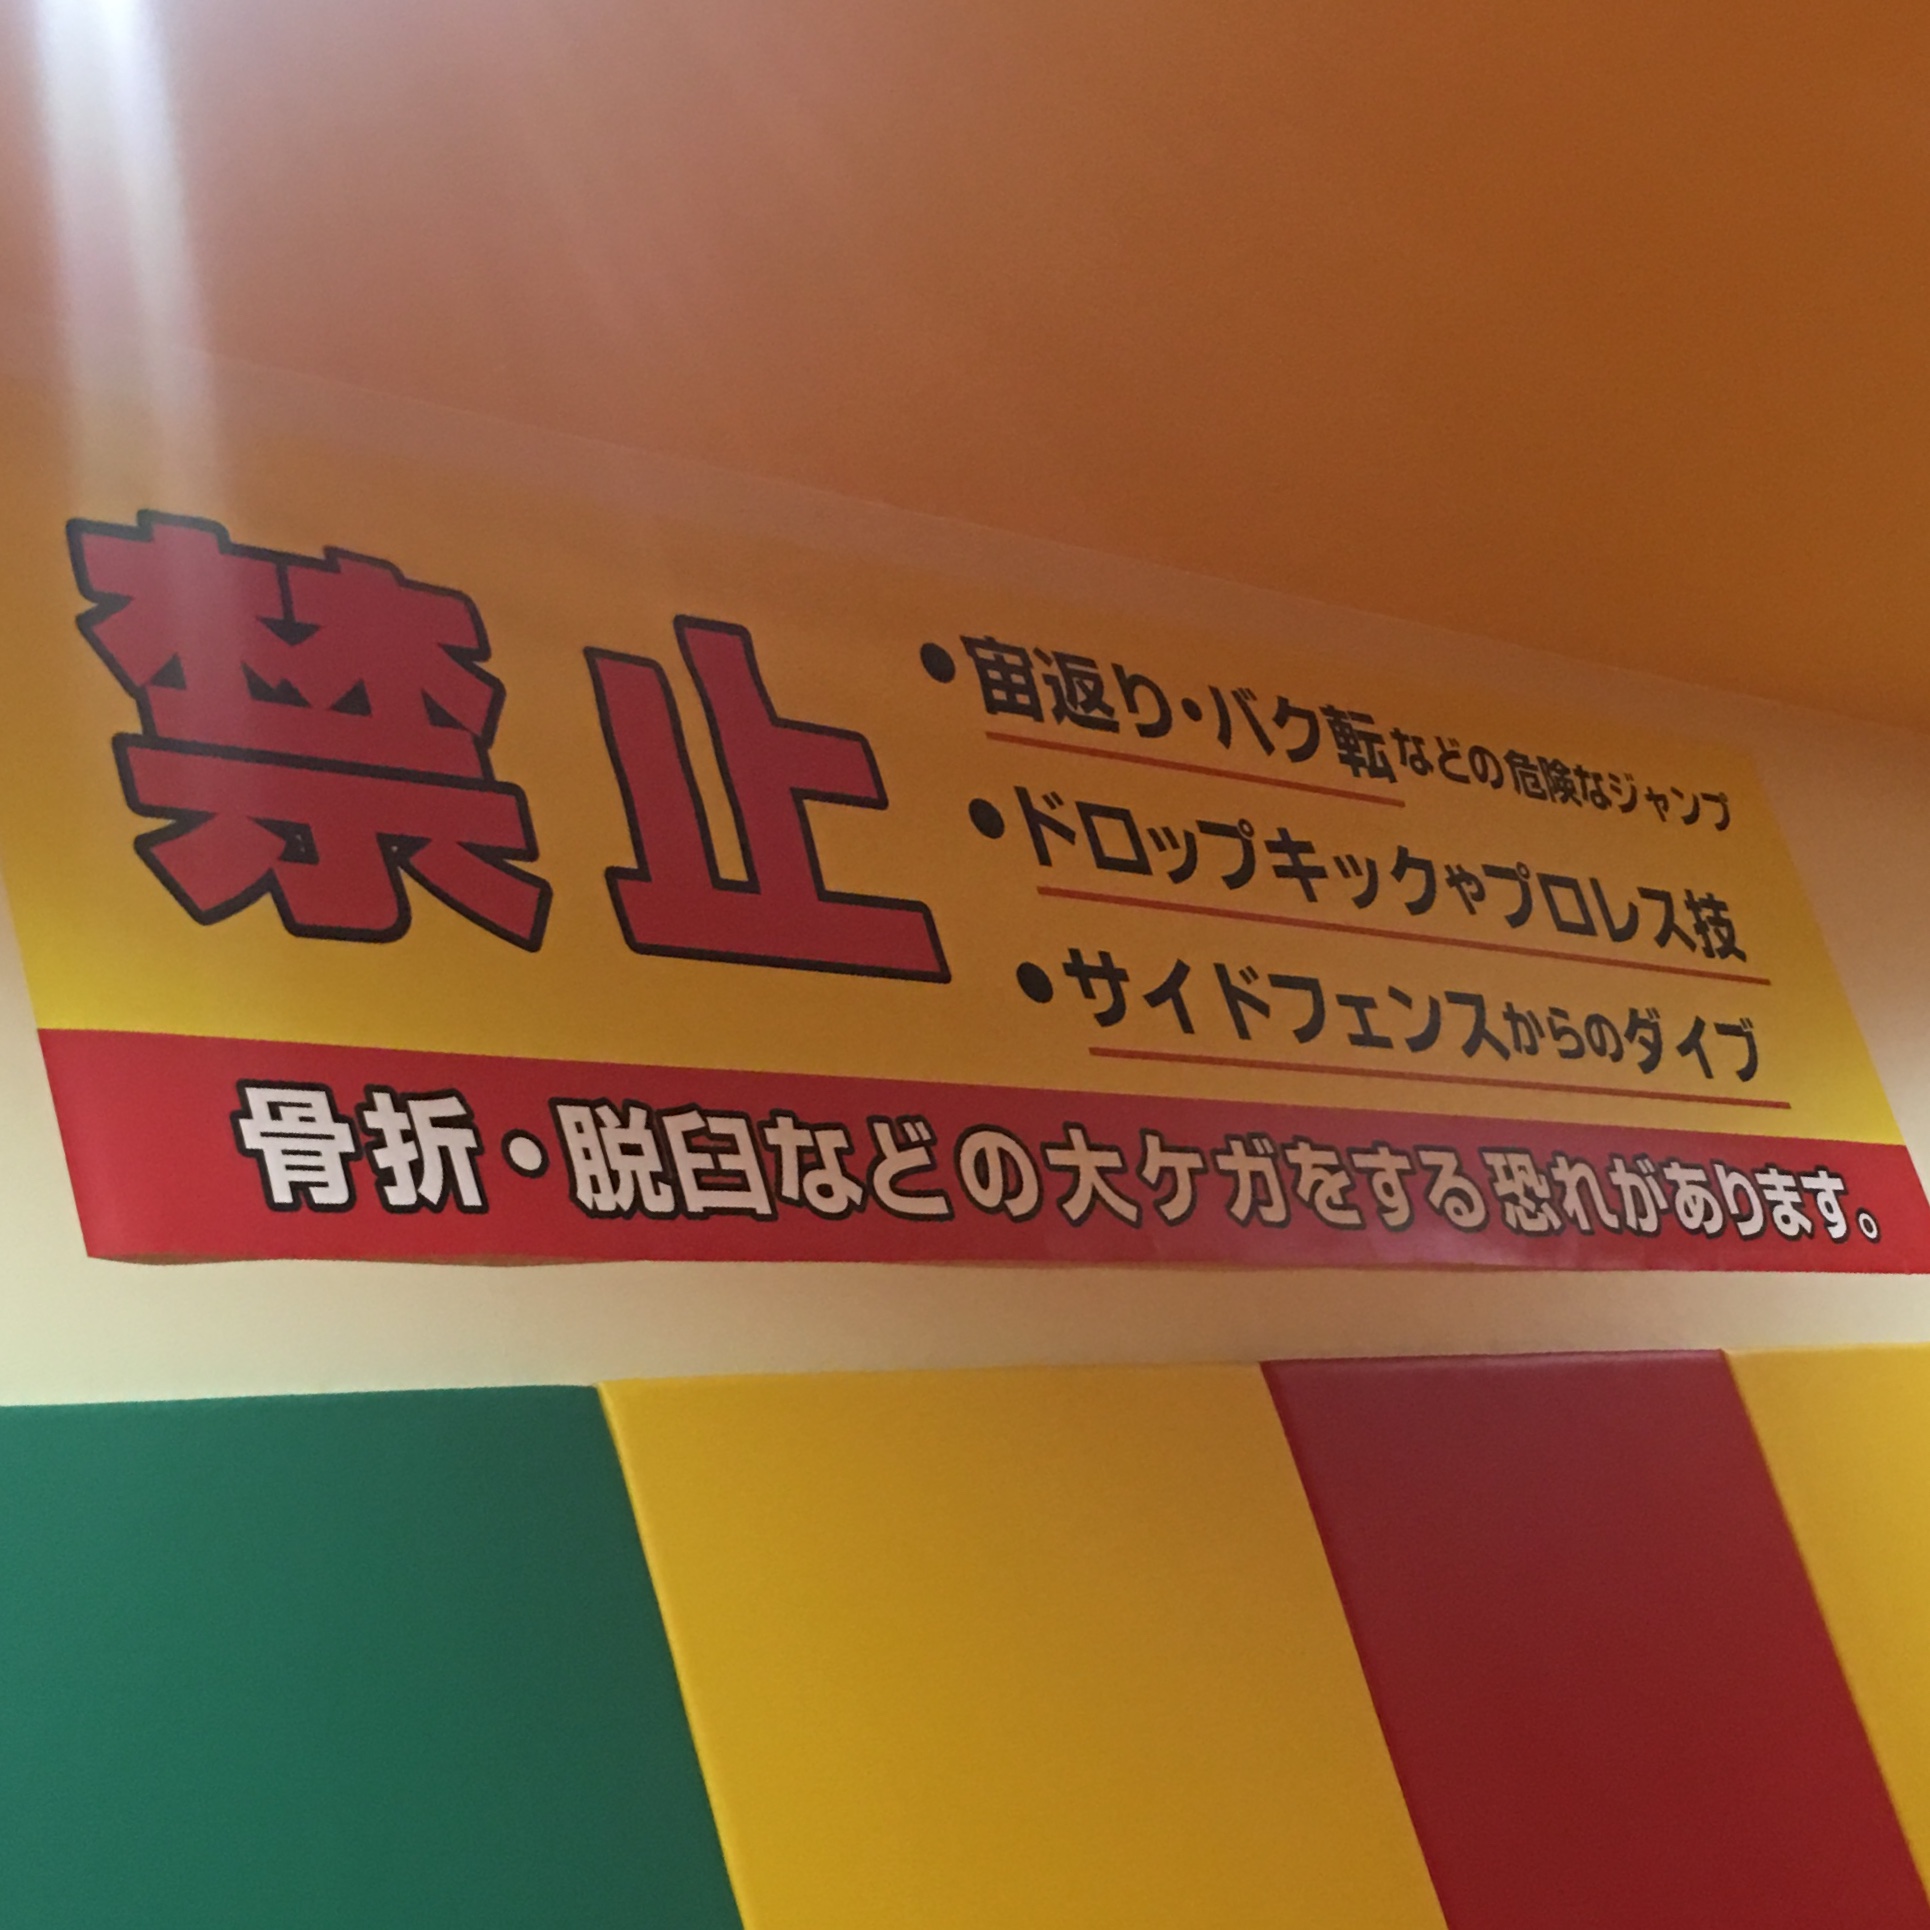 禁止
●宙返り・バク転などの危険なジャンプ
●ドロップキックやプロレス技
●サイドフェンスからのダイブ
骨折・脱臼などの大ケガをする恐れがあります。